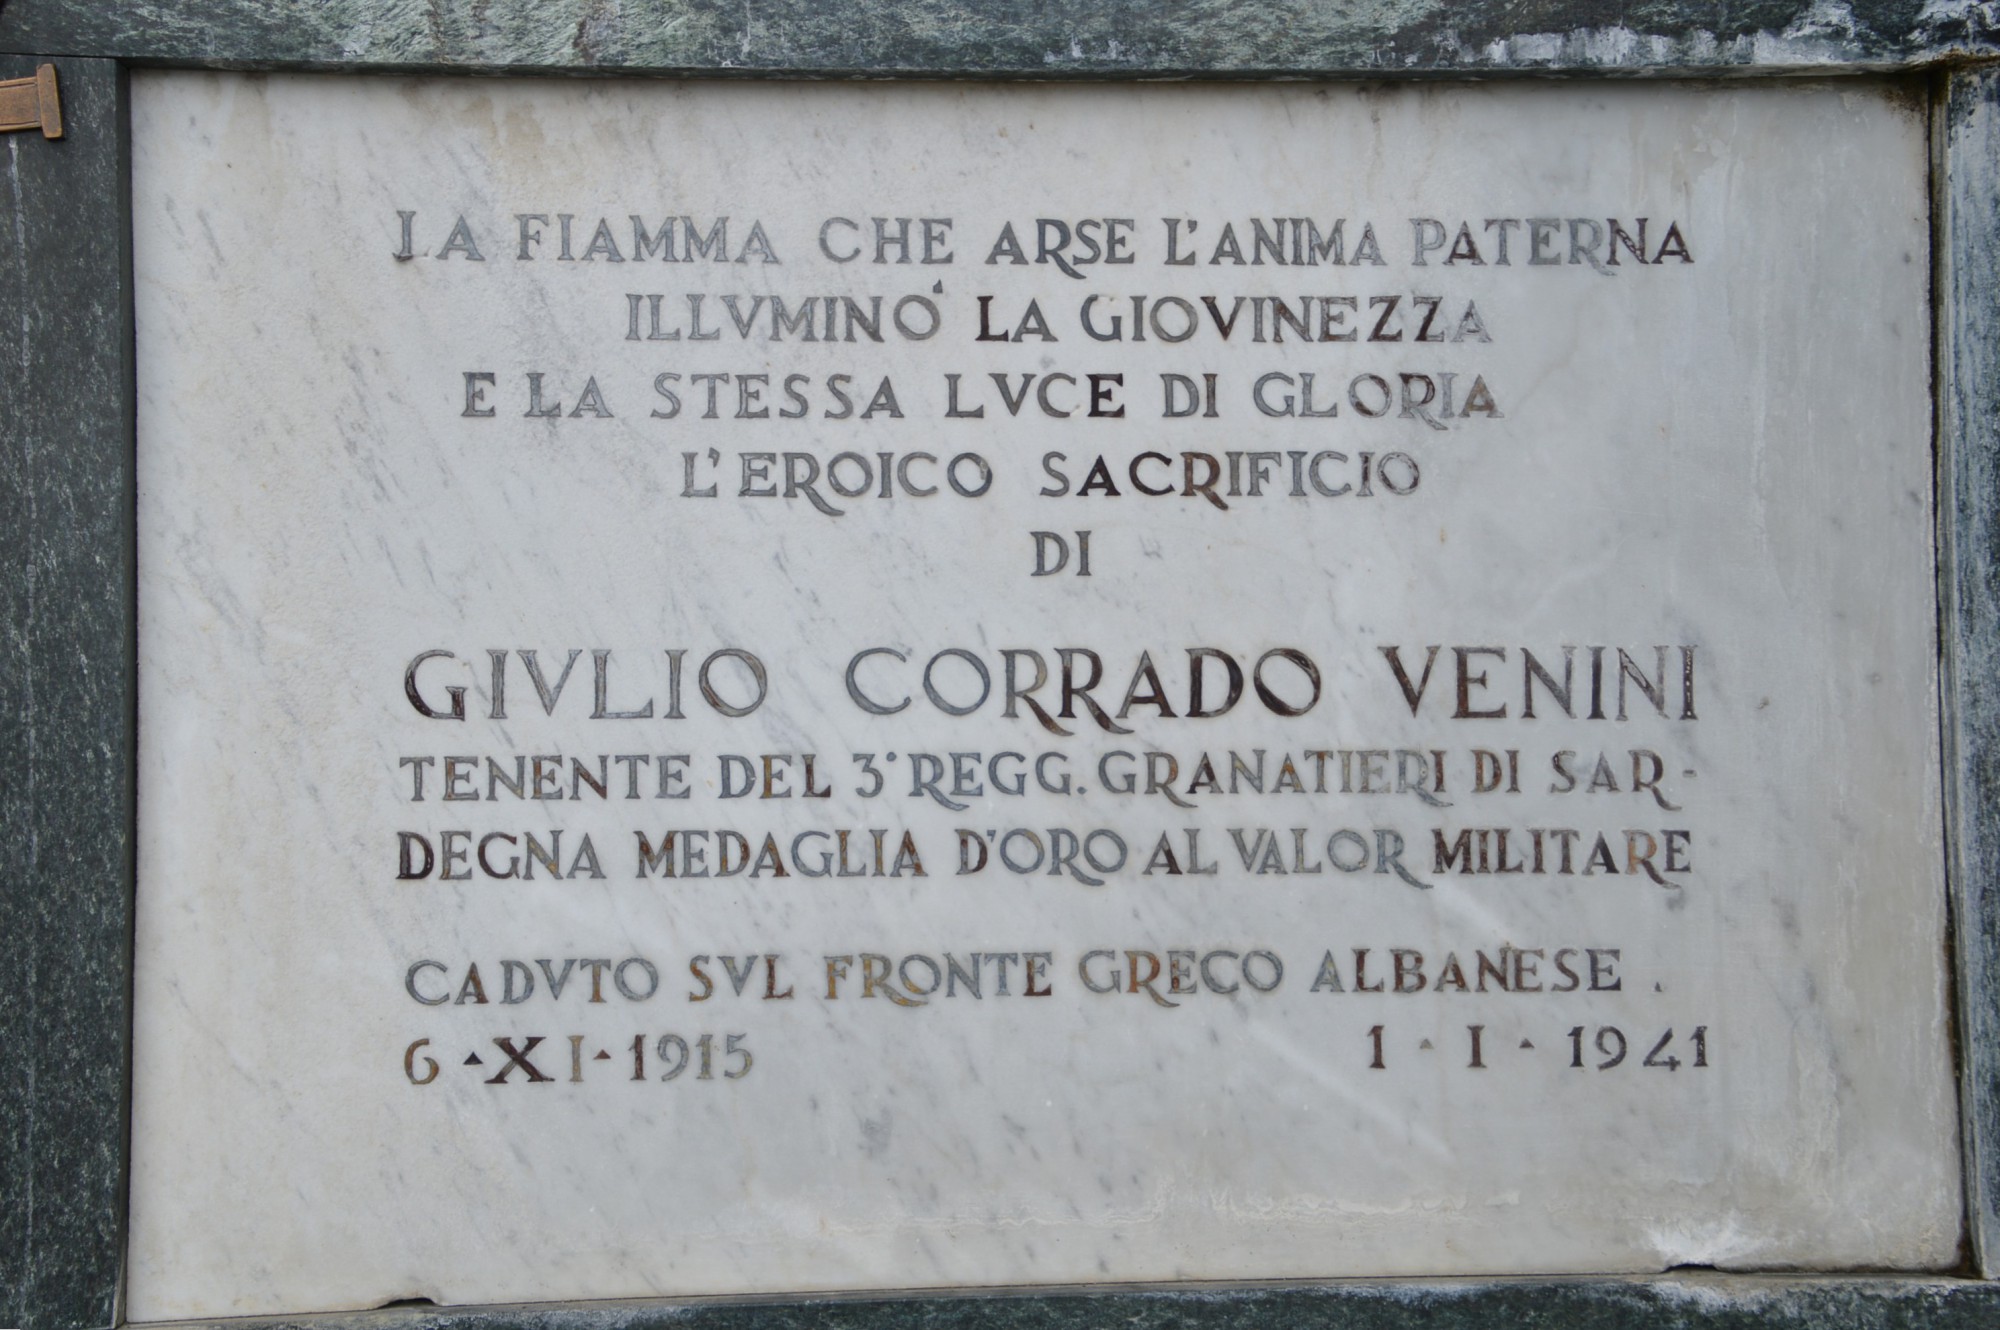 LA FIAMMA CHE ARSE L'ANIMA PATERNA
ILLVMINO' LA GIOVINEZZA
E LA STESSA LVCE DI GLORIA
L'EROICO SACRIFICIO
DI
GIVLIO CORRADO VENINI
TENENTE DEL 3° REGG. GRANATIERI DI SAR-
DEGNA MEDAGLIA D'ORO AL VALOR MILITARE
CADVTO SVL FRONTE GRECO ALBANESE.
6·XI·1915 1·I·1941